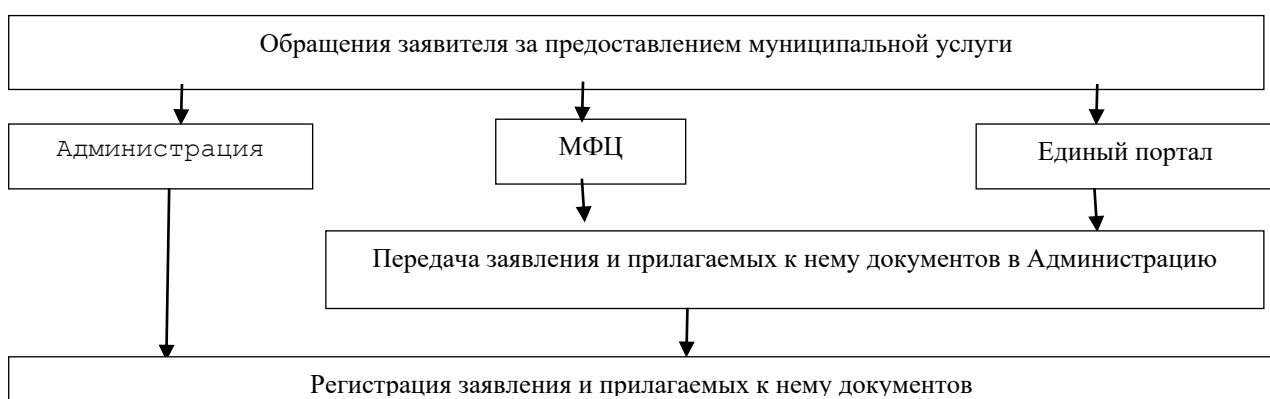 Обращения заявителя за предоставлением муниципальной услуги
Администрация
МФЦ
Единый портал
Передача заявления и прилагаемых к нему документов в Администрацию
Регистрация заявления и прилагаемых к нему документов